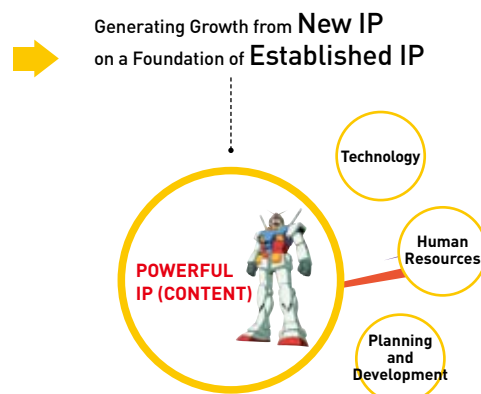 Generating Growth from New IP
on a Foundation of Established IP
Technology
Human
Resources
POWERFUL
IP (CONTENT)
Planning
and
Development